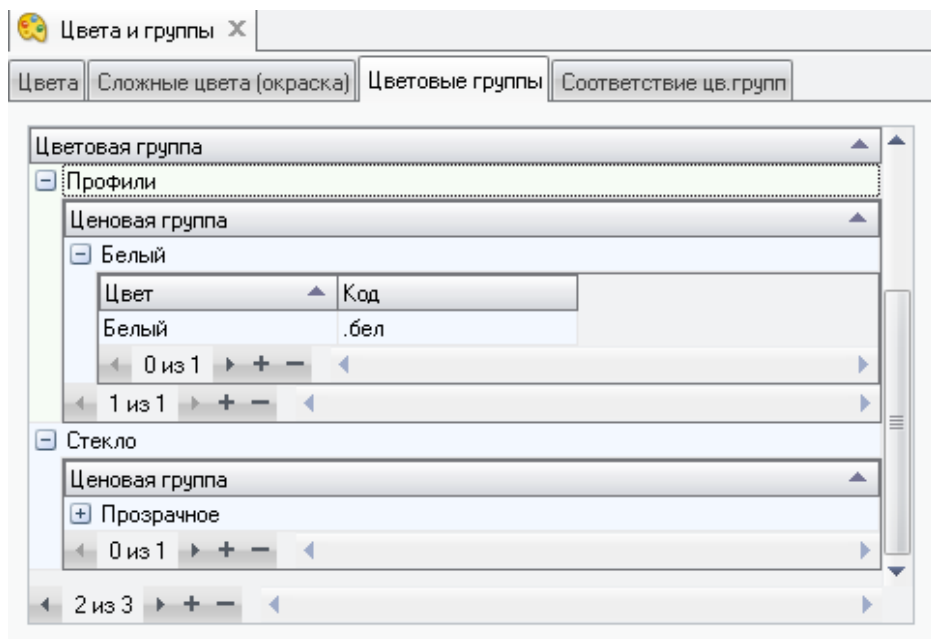 Цвета и группы
Цвета Сложные цвета (окраска) Цветовые группы Соответствие цв.групп
Цветовая группа
Профили
Ценовая группа
Белый
Цвет Код
Белый .бел
0 из 1
1 из 1
Стекло
Ценовая группа
Прозрачное
0 из 1
2 из 3